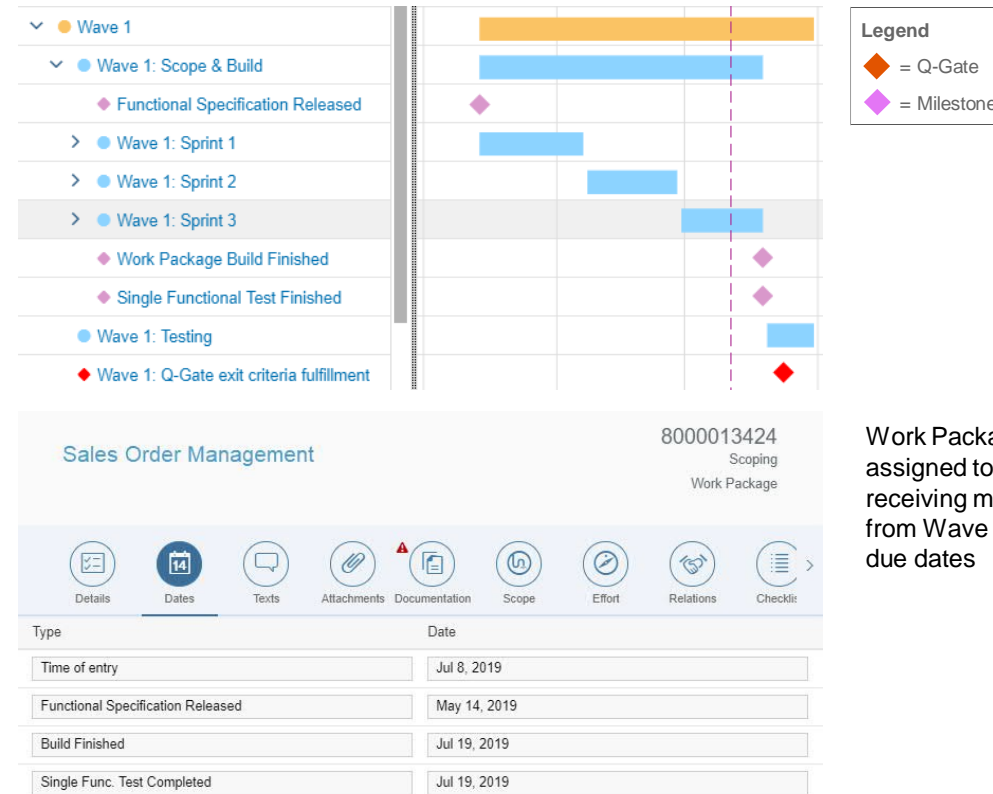 Wave 1
Wave 1: Scope & Build
Functional Specification Released
Wave 1: Sprint 1
Wave 1: Sprint 2
Wave 1: Sprint 3
Work Package Build Finished
Single Functional Test Finished
Wave 1: Testing
Wave 1: Q-Gate exit criteria fulfillment
Legend
= Q-Gate
= Milestone
Sales Order Management
8000013424
Scoping
Work Package
14
Details
Dates
Texts
Attachments
Documentation
Scope
Effort
Relations
Type
Date
Time of entry
Jul 8, 2019
Functional Specification Released
May 14, 2019
Build Finished
Jul 19, 2019
Single Func. Test Completed
Jul 19, 2019
Work
assigned to
receiving
from Wave
due dates